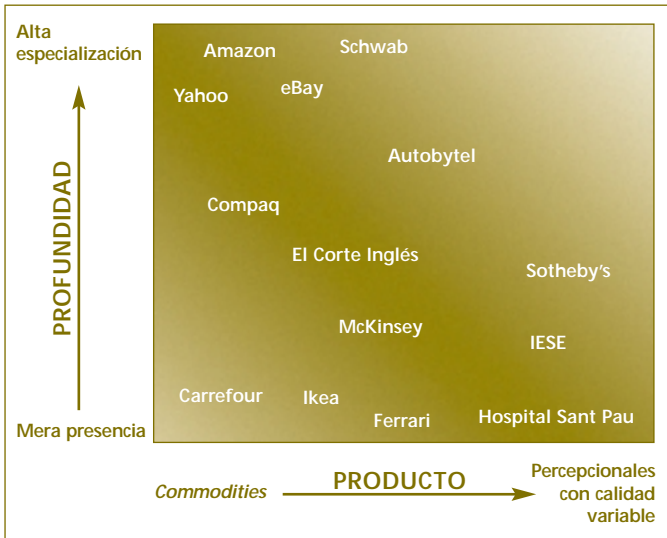 Alta
especialización
PROFUNDIDAD
Mera presencia
Amazon
Schwab
Yahoo
eBay
Autobytel
Compaq
El Corte Inglés
Sotheby's
McKinsey
IESE
Carrefour
Ikea
Ferrari
Hospital Sant Pau
Commodities
PRODUCTO
Percepcionales
con calidad
variable